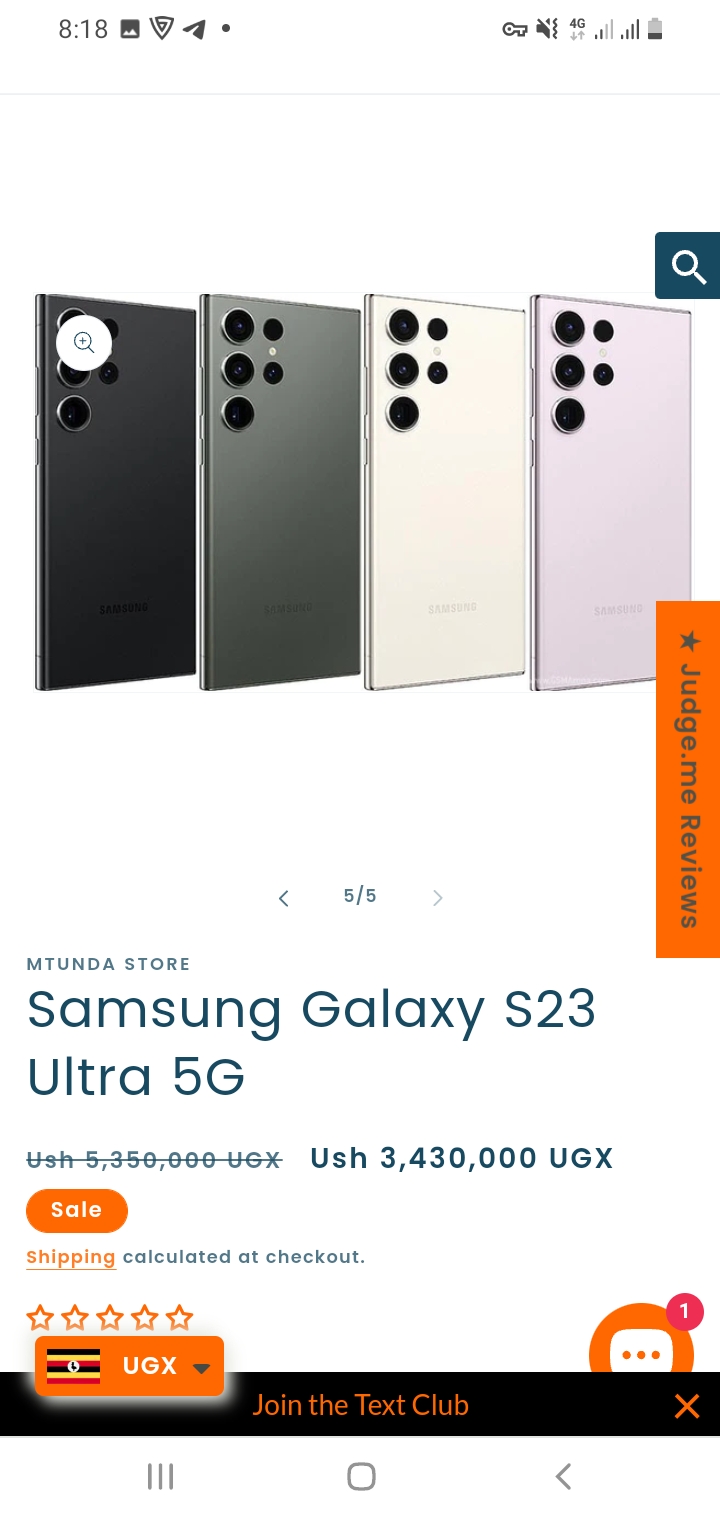 8:18
4G
SAMSUNG
SAMSUNG
SAMSUNG
SAMSUNG
★ Judge.me Reviews
5/5
MTUNDA STORE
Samsung Galaxy S23
Ultra 5G
Ush 5,350,000 UGX Ush 3,430,000 UGX
Sale
Shipping calculated at checkout.
1
UGX
Join the Text Club